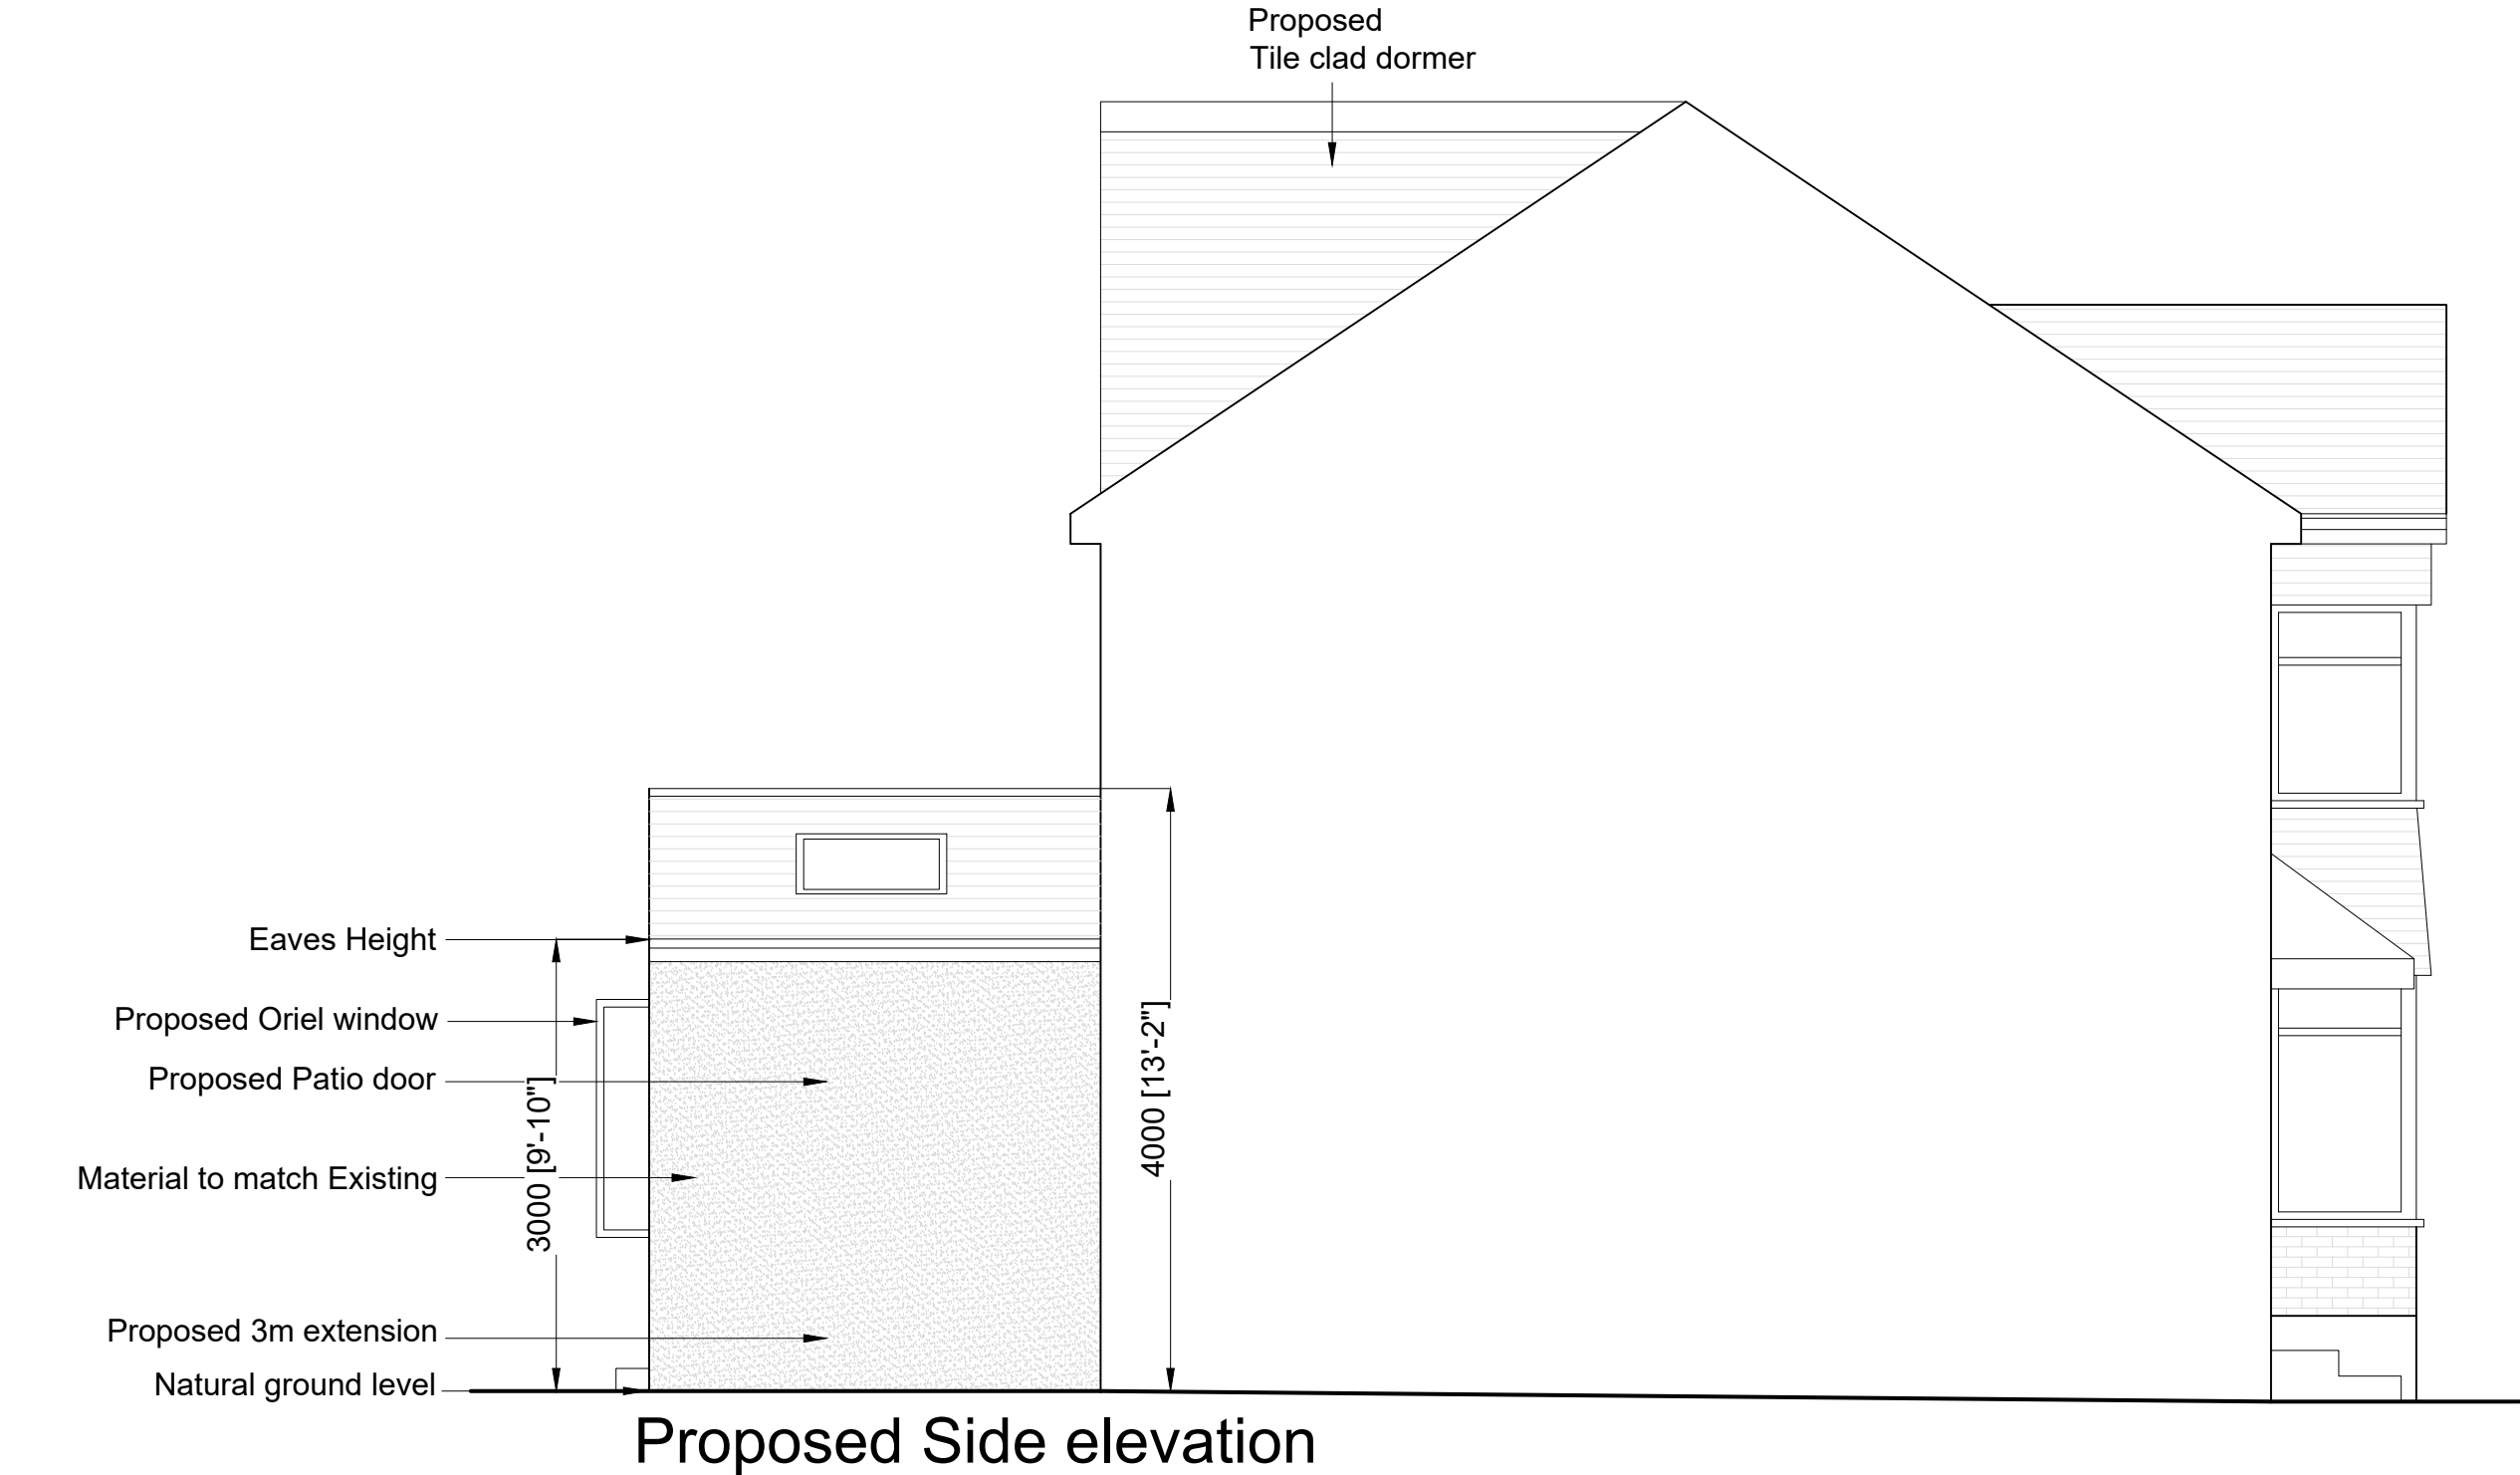 Proposed
Tile clad dormer
Eaves Height
Proposed Oriel window
Proposed Patio door
Material to match Existing
3000 [9'-10"]
4000 [13'-2"]
Proposed 3m extension
Natural ground level
Proposed Side elevation